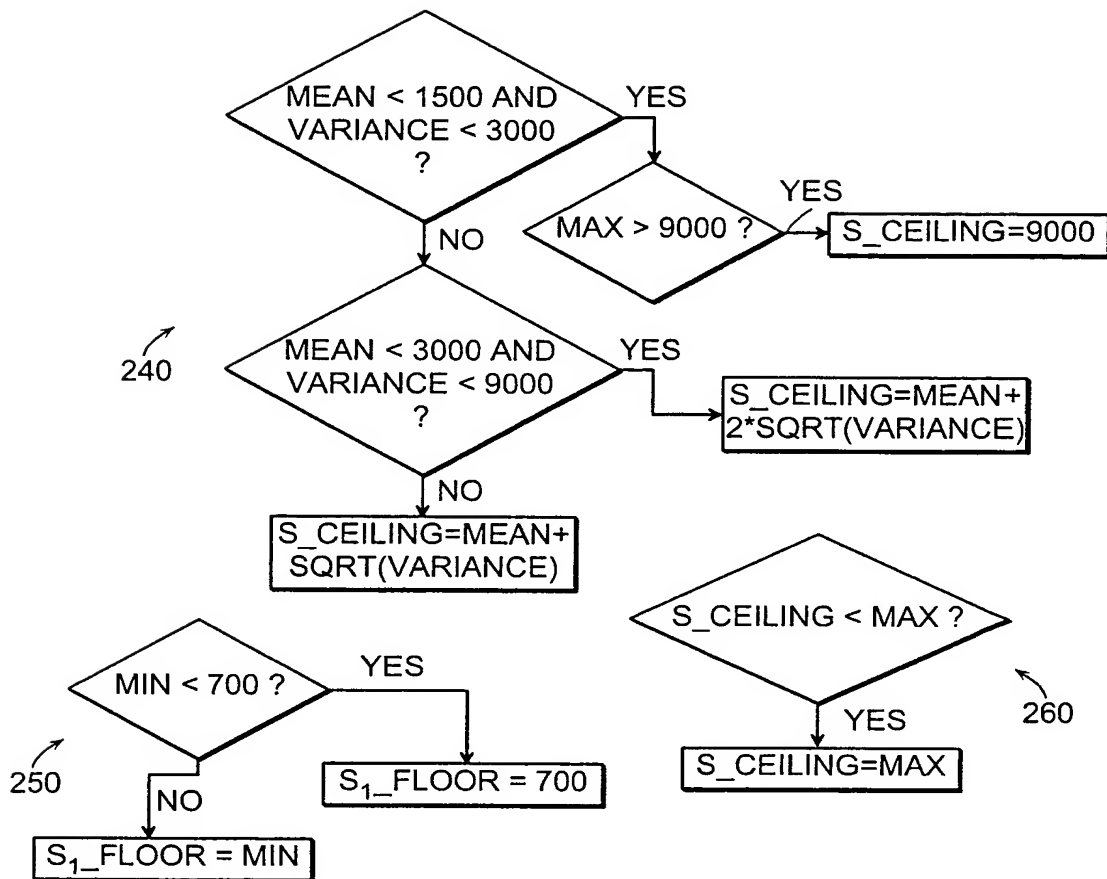 MEAN < 1500 AND
VARIANCE < 3000
?
YES
MAX > 9000 ?
YES
S_CEILING=9000
NO
240
MEAN < 3000 AND
VARIANCE < 9000
?
YES
S_CEILING=MEAN+
2*SQRT(VARIANCE)
NO
S_CEILING=MEAN+
SQRT(VARIANCE)
S_CEILING < MAX ?
YES
260
S_CEILING=MAX
MIN < 700 ?
YES
250
S₁_FLOOR = 700
NO
S₁_FLOOR = MIN